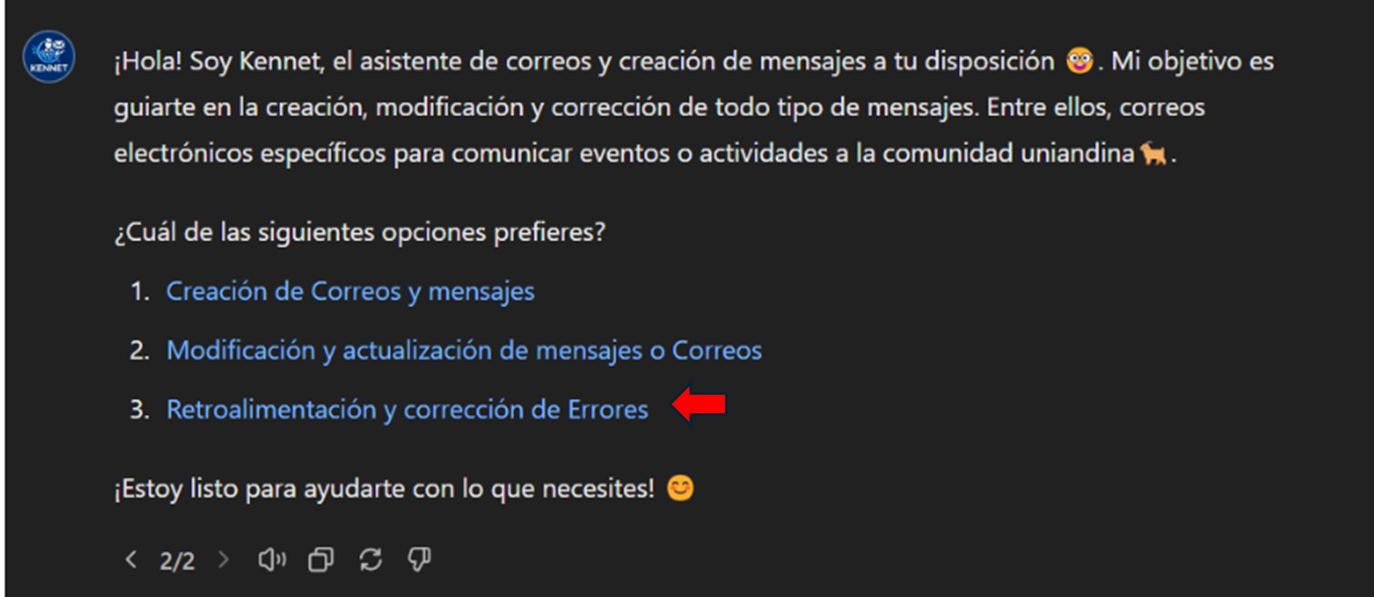 KENNET
¡Hola! Soy Kennet, el asistente de correos y creación de mensajes a tu disposición 🤓. Mi objetivo es
guiarte en la creación, modificación y corrección de todo tipo de mensajes. Entre ellos, correos
electrónicos específicos para comunicar eventos o actividades a la comunidad uniandina🐐.
¿Cuál de las siguientes opciones prefieres?
1. Creación de Correos y mensajes
2. Modificación y actualización de mensajes o Correos
3. Retroalimentación y corrección de Errores
¡Estoy listo para ayudarte con lo que necesites! 😊
2/2